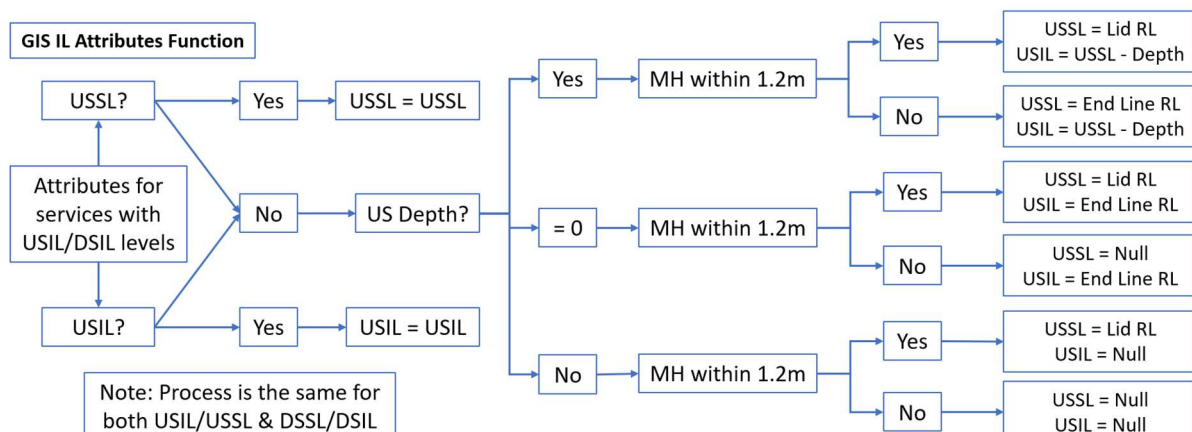 GIS IL Attributes Function
USSL?
Yes
USSL = USSL
Attributes for
services with
USIL/DSIL levels
No
US Depth?
USIL?
Yes
USIL = USIL
Note: Process is the same for
both USIL/USSL & DSSL/DSIL
Yes
MH within 1.2m
Yes
USSL = Lid RL
USIL = USSL - Depth
No
USSL = End Line RL
USIL = USSL - Depth
= 0
MH within 1.2m
Yes
USSL = Lid RL
USIL = End Line RL
No
USSL = Null
USIL = End Line RL
No
MH within 1.2m
Yes
USSL = Lid RL
USIL = Null
No
USSL = Null
USIL = Null